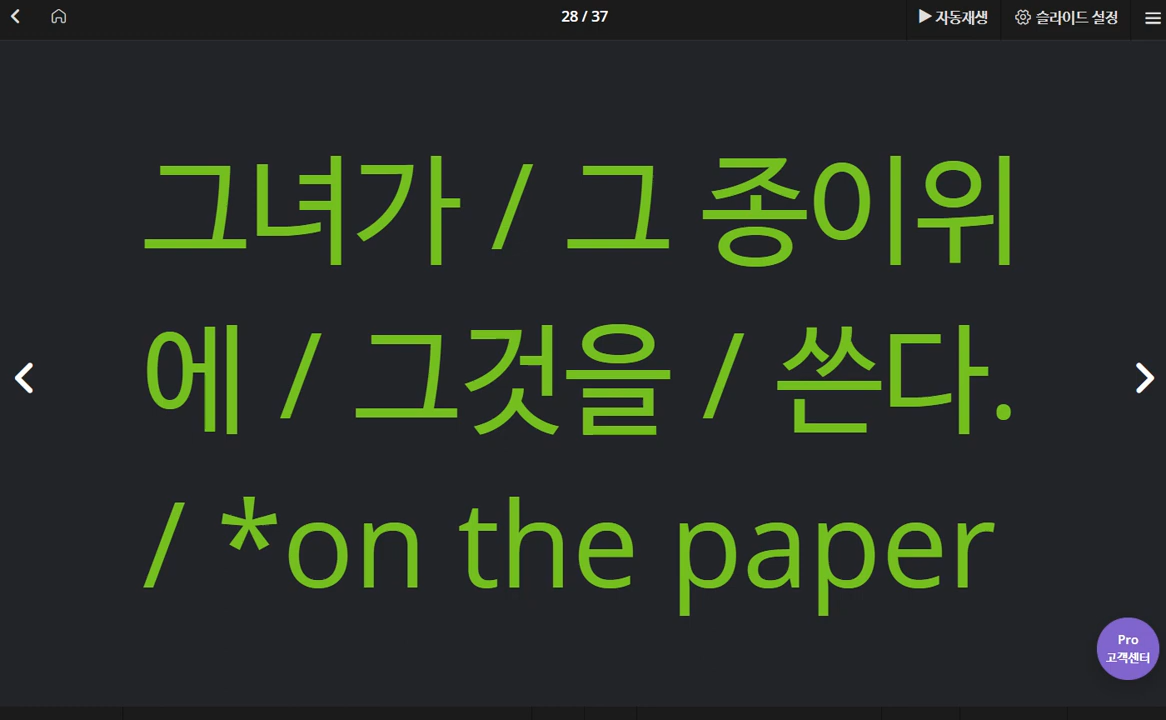 28 / 37
▶ 자동재생
슬라이드 설정
그녀가 / 그 종이위
에 / 그것을 / 쓴다.
/ *on the paper
Pro
고객센터